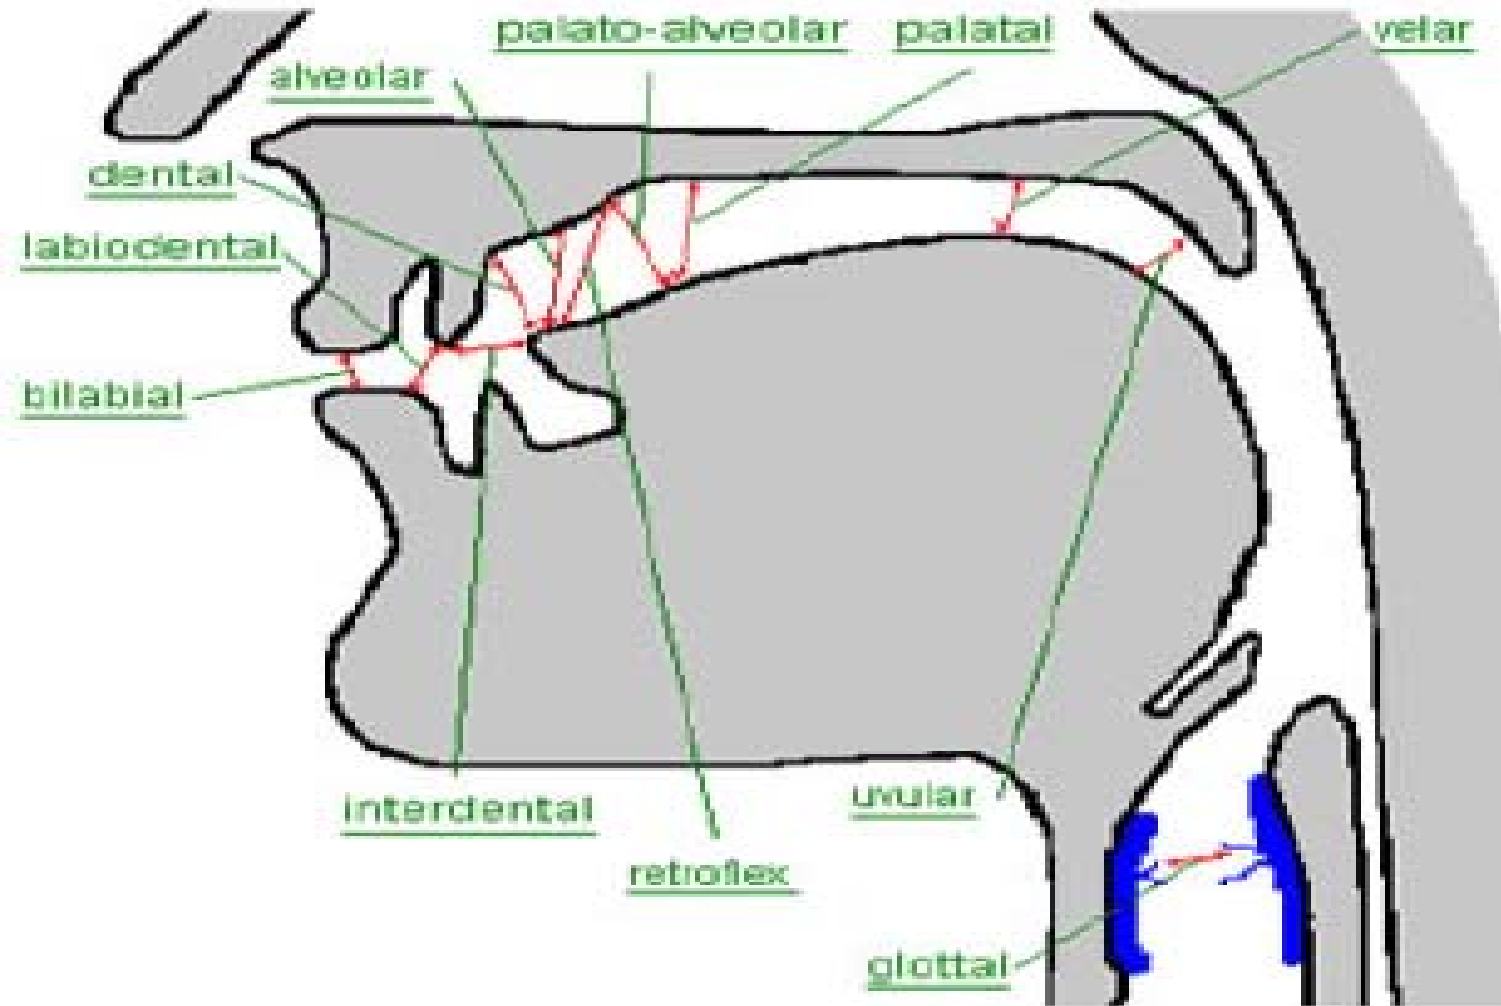 palato-alveolar palatal velar
alveolar
dental
labiodental
bilabial
interdental
uvular
retroflex
glottal